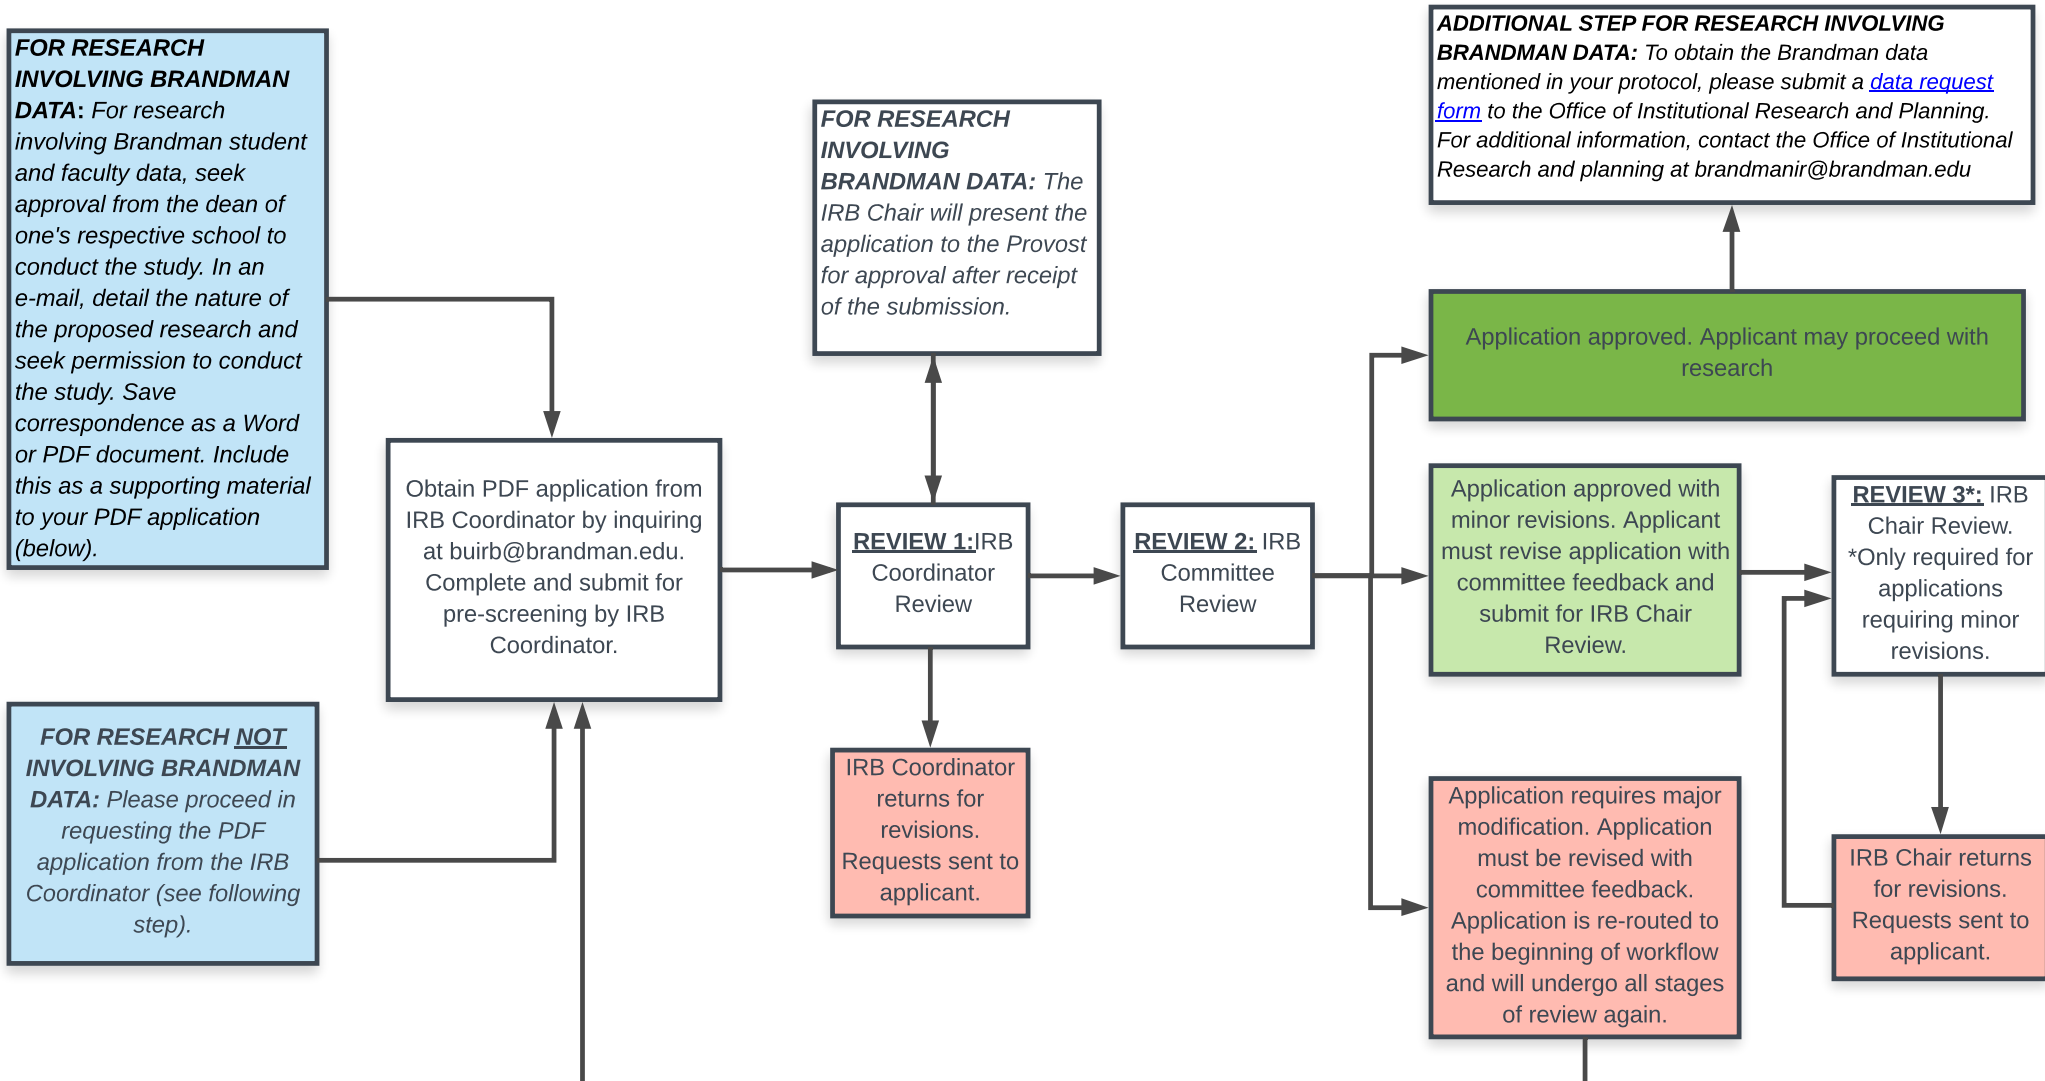 FOR RESEARCH
INVOLVING BRANDMAN
DATA: For research
involving Brandman student
and faculty data, seek
approval from the dean of
one's respective school to
conduct the study. In an
e-mail, detail the nature of
the proposed research and
seek permission to conduct
the study. Save
correspondence as a Word
or PDF document. Include
this as a supporting material
to your PDF application
(below).
FOR RESEARCH NOT
INVOLVING BRANDMAN
DATA: Please proceed in
requesting the PDF
application from the IRB
Coordinator (see following
step).
Obtain PDF application from
IRB Coordinator by inquiring
at buirb@brandman.edu.
Complete and submit for
pre-screening by IRB
Coordinator.
FOR RESEARCH
INVOLVING
BRANDMAN DATA: The
IRB Chair will present the
application to the Provost
for approval after receipt
of the submission.
REVIEW 1:IRB
Coordinator
Review
IRB Coordinator
returns for
revisions.
Requests sent to
applicant.
REVIEW 2: IRB
Committee
Review
ADDITIONAL STEP FOR RESEARCH INVOLVING
BRANDMAN DATA: To obtain the Brandman data
mentioned in your protocol, please submit a data request
form to the Office of Institutional Research and Planning.
For additional information, contact the Office of Institutional
Research and planning at brandmanir@brandman.edu
Application approved. Applicant may proceed with
research
Application approved with
minor revisions. Applicant
must revise application with
committee feedback and
submit for IRB Chair
Review.
REVIEW 3*: IRB
Chair Review.
*Only required for
applications
requiring minor
revisions.
Application requires major
modification. Application
must be revised with
committee feedback.
Application is re-routed to
the beginning of workflow
and will undergo all stages
of review again.
IRB Chair returns
for revisions.
Requests sent to
applicant.